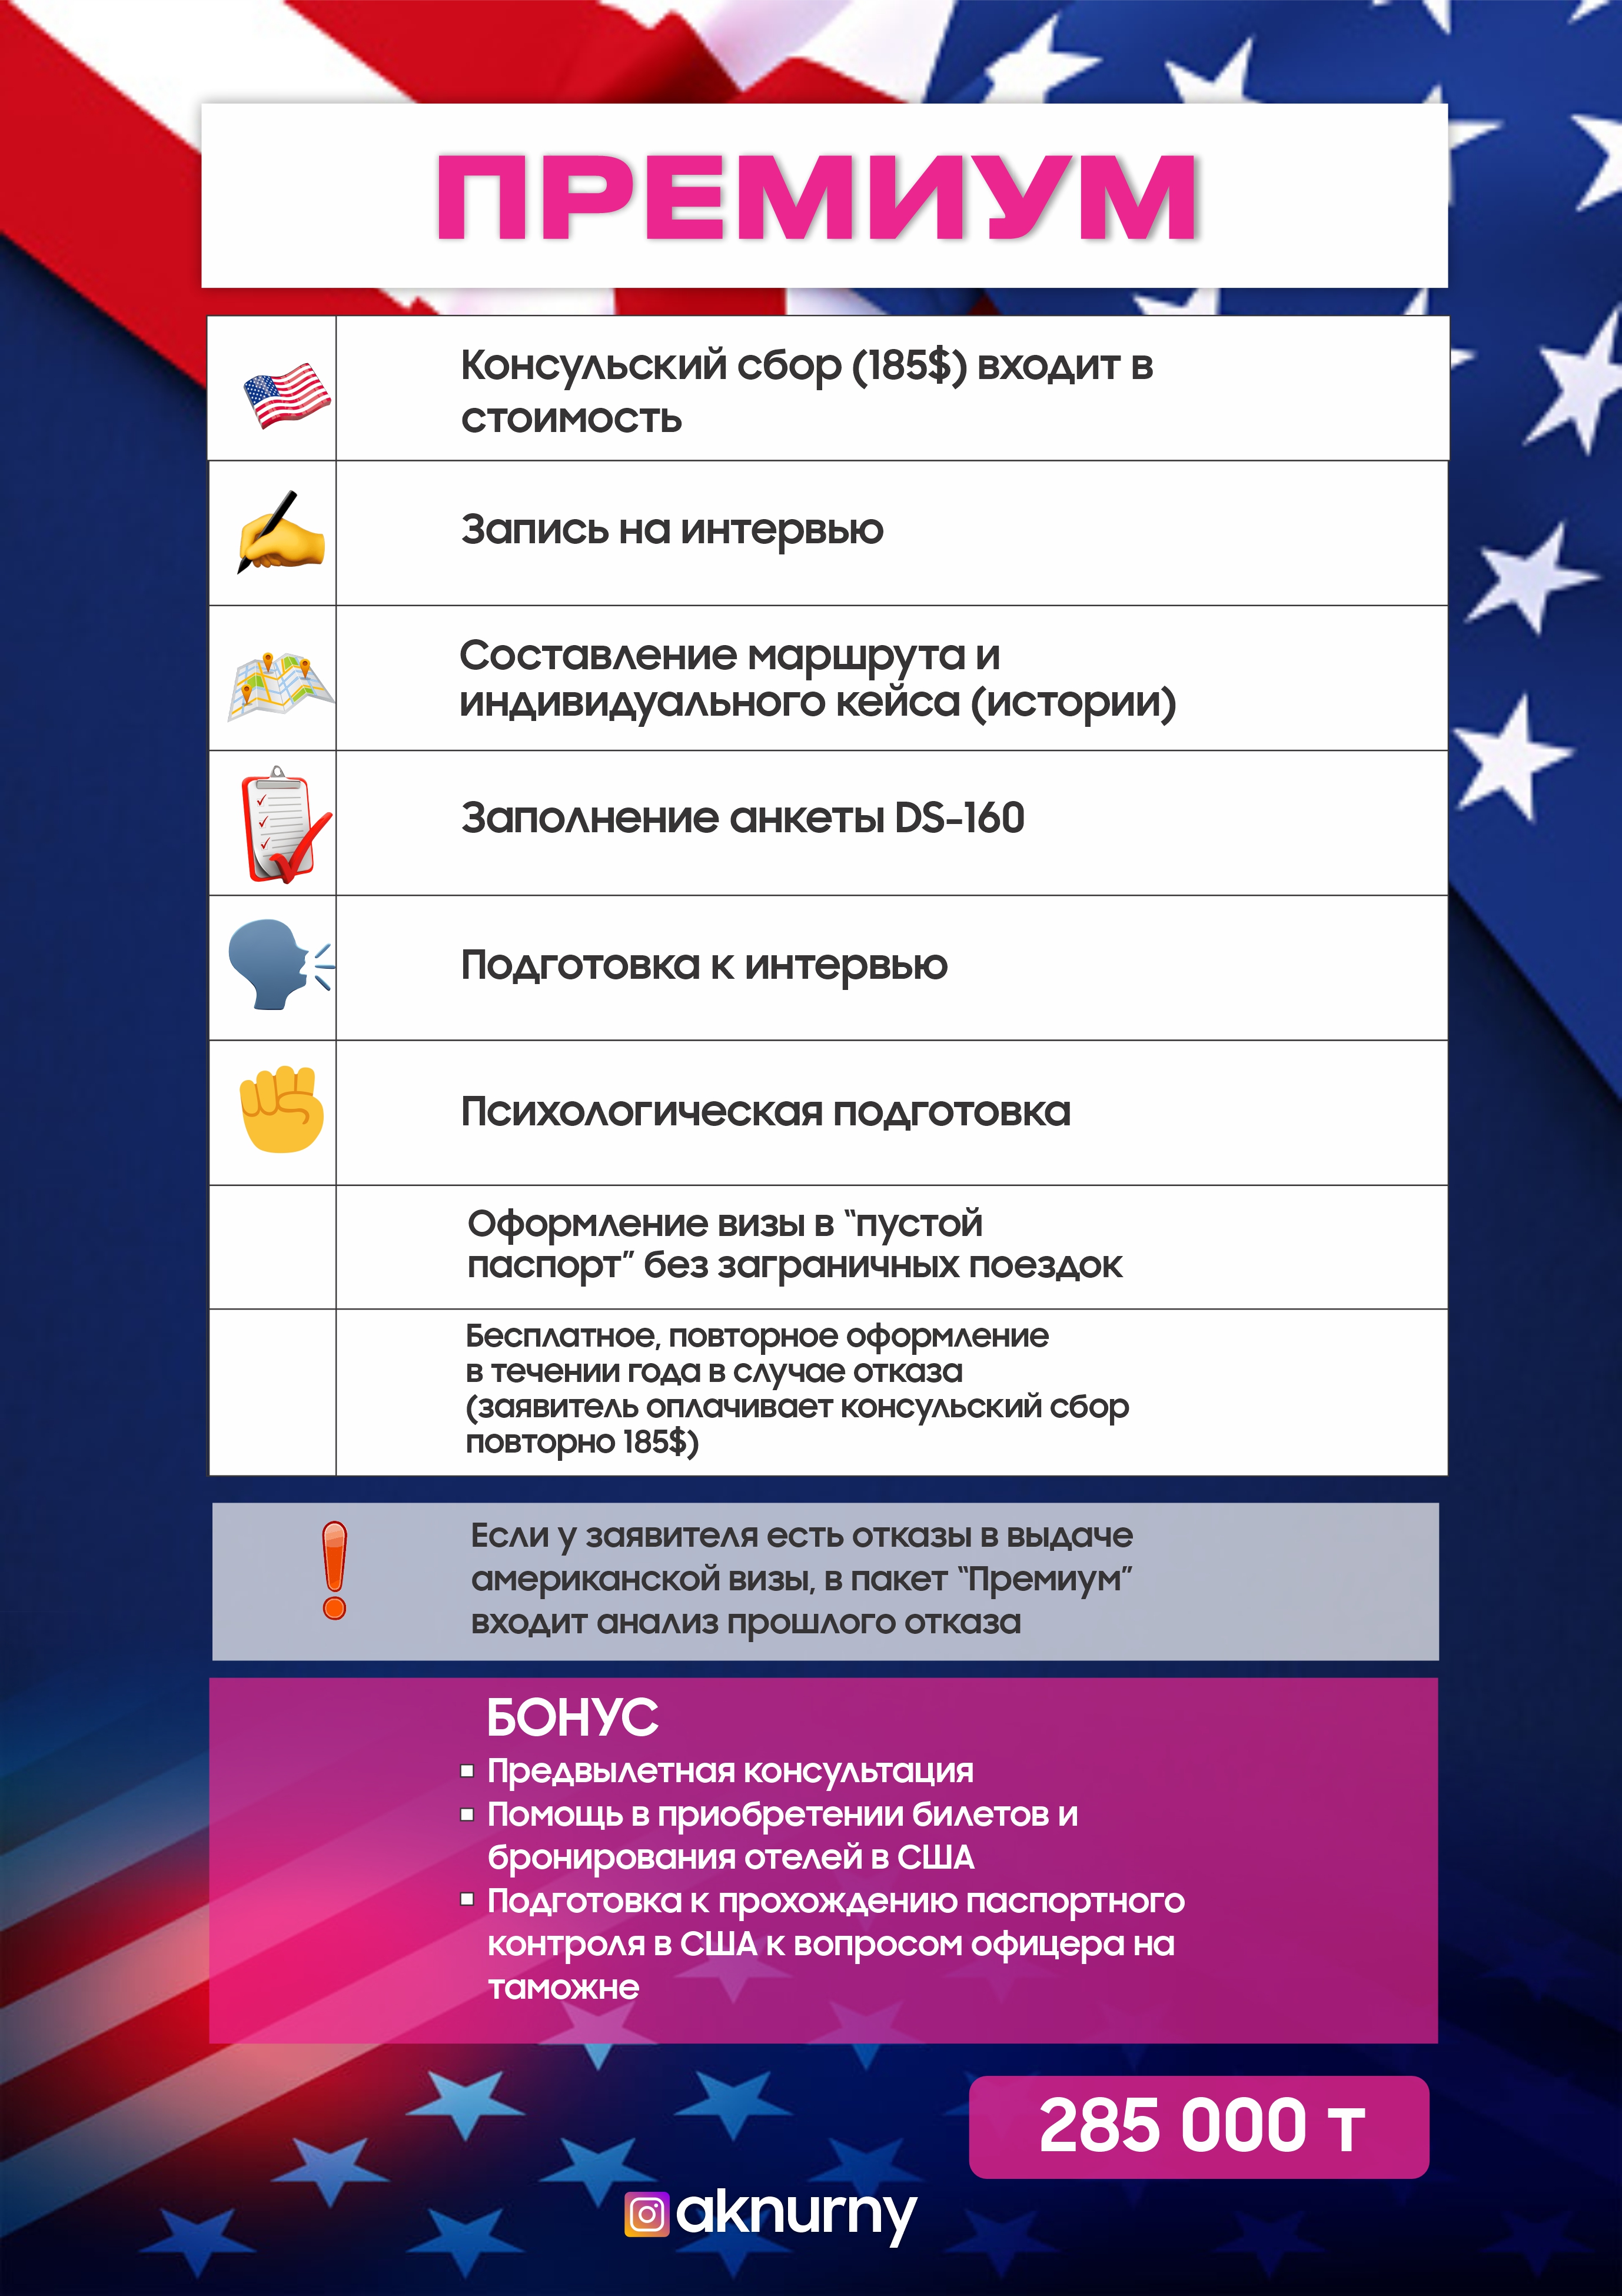 ПРЕМИУМ
Консульский сбор (185$) входит в
стоимость
Запись на интервью
Составление маршрута и
индивидуального кейса (истории)
Заполнение анкеты DS-160
Подготовка к интервью
Психологическая подготовка
Оформление визы в “пустой
паспорт” без заграничных поездок
Бесплатное, повторное оформление
в течении года в случае отказа
(заявитель оплачивает консульский сбор
повторно 185$)
Если у заявителя есть отказы в выдаче
американской визы, в пакет “Премиум”
входит анализ прошлого отказа
БОНУС
Предвылетная консультация
Помощь в приобретении билетов и
бронирования отелей в США
Подготовка к прохождению паспортного
контроля в США к вопросом офицера на
таможне
285 000 т
aknurny